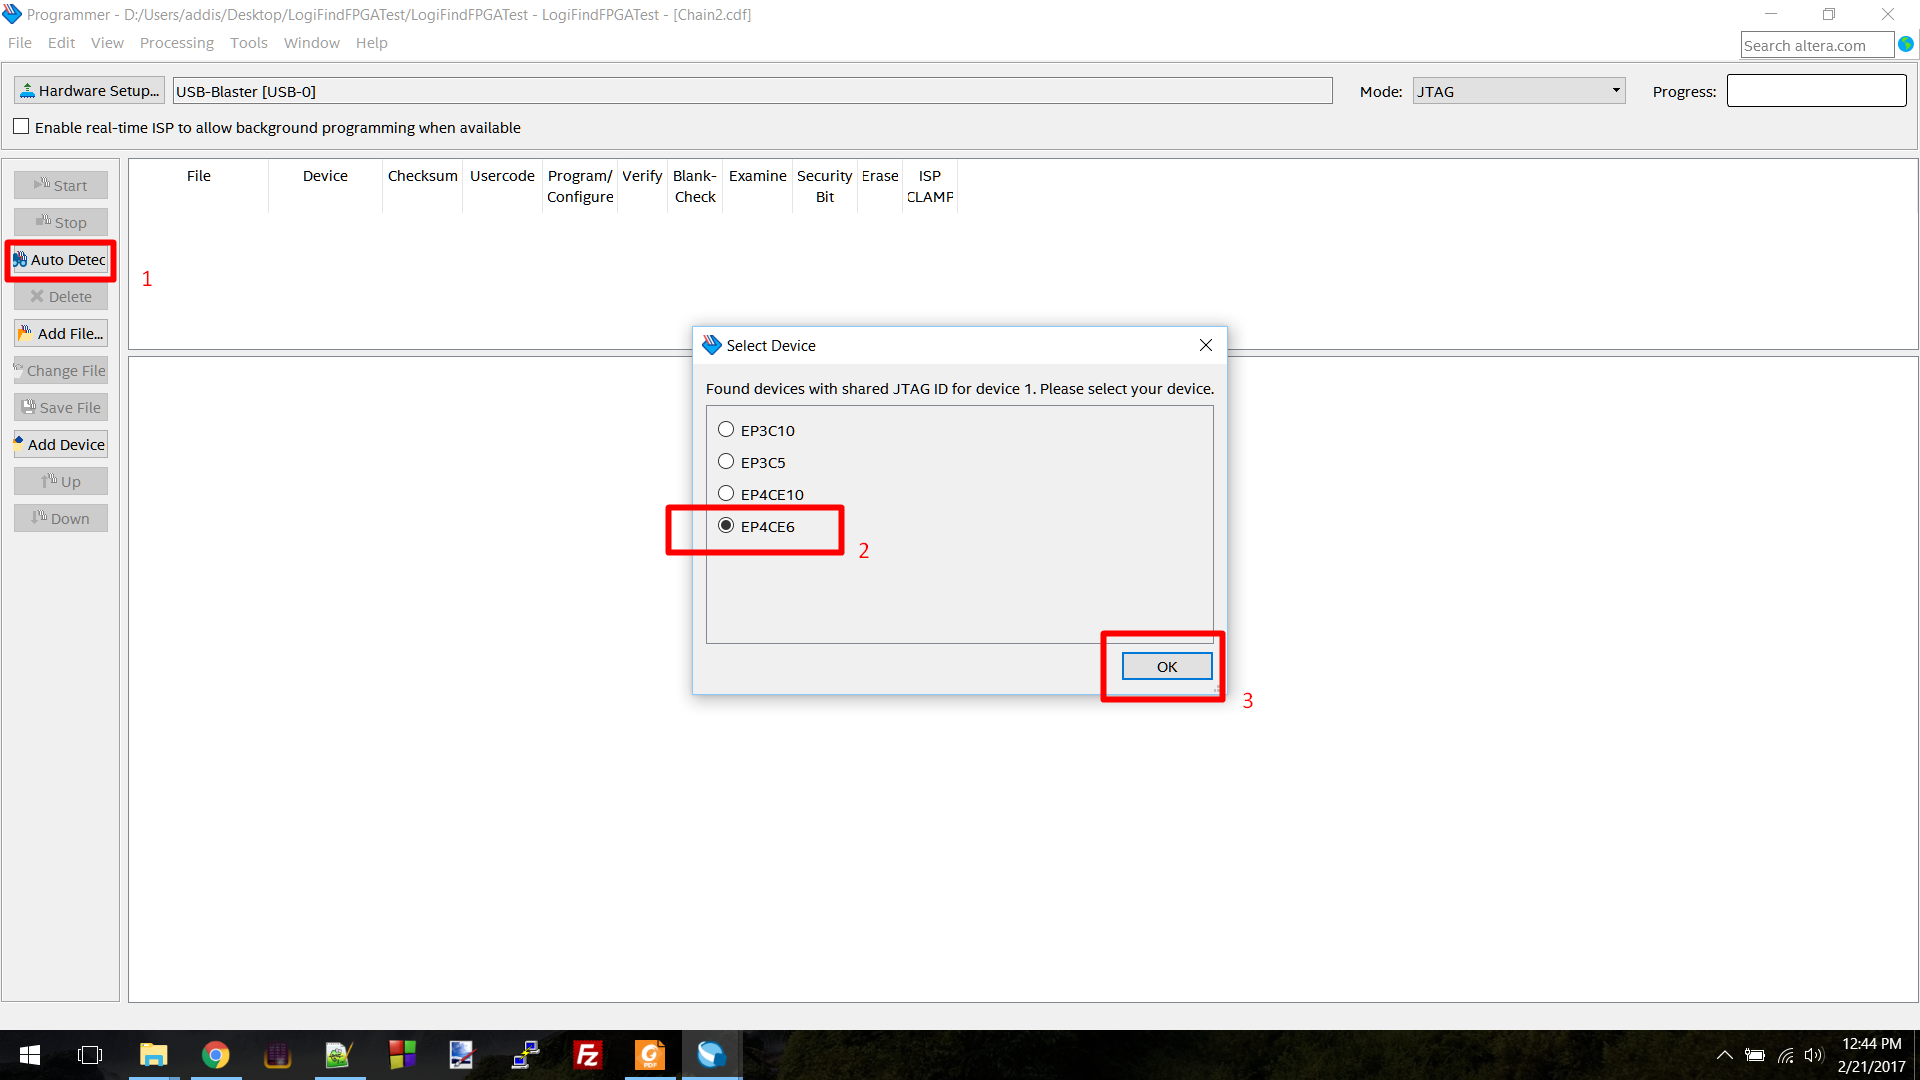 Programmer - D:/Users/addis/Desktop/LogiFindFPGATest/LogiFindFPGATest - LogiFindFPGATest - [Chain2.cdf]
File Edit View Processing Tools Window Help
Search altera.com
Hardware Setup... USB-Blaster [USB-0] Mode: JTAG Progress:
Enable real-time ISP to allow background programming when available
File Device Checksum Usercode Program/ Configure Verify Blank- Check Examine Security Bit Erase ISP CLAMP
Start
Stop
Auto Detec
1
Delete
Add File...
Change File
Save File
Add Device
Up
Down
Select Device
Found devices with shared JTAG ID for device 1. Please select your device.
EP3C10
EP3C5
EP4CE10
EP4CE6
2
OK
3
FZ
PDF
12:44 PM
2/21/2017